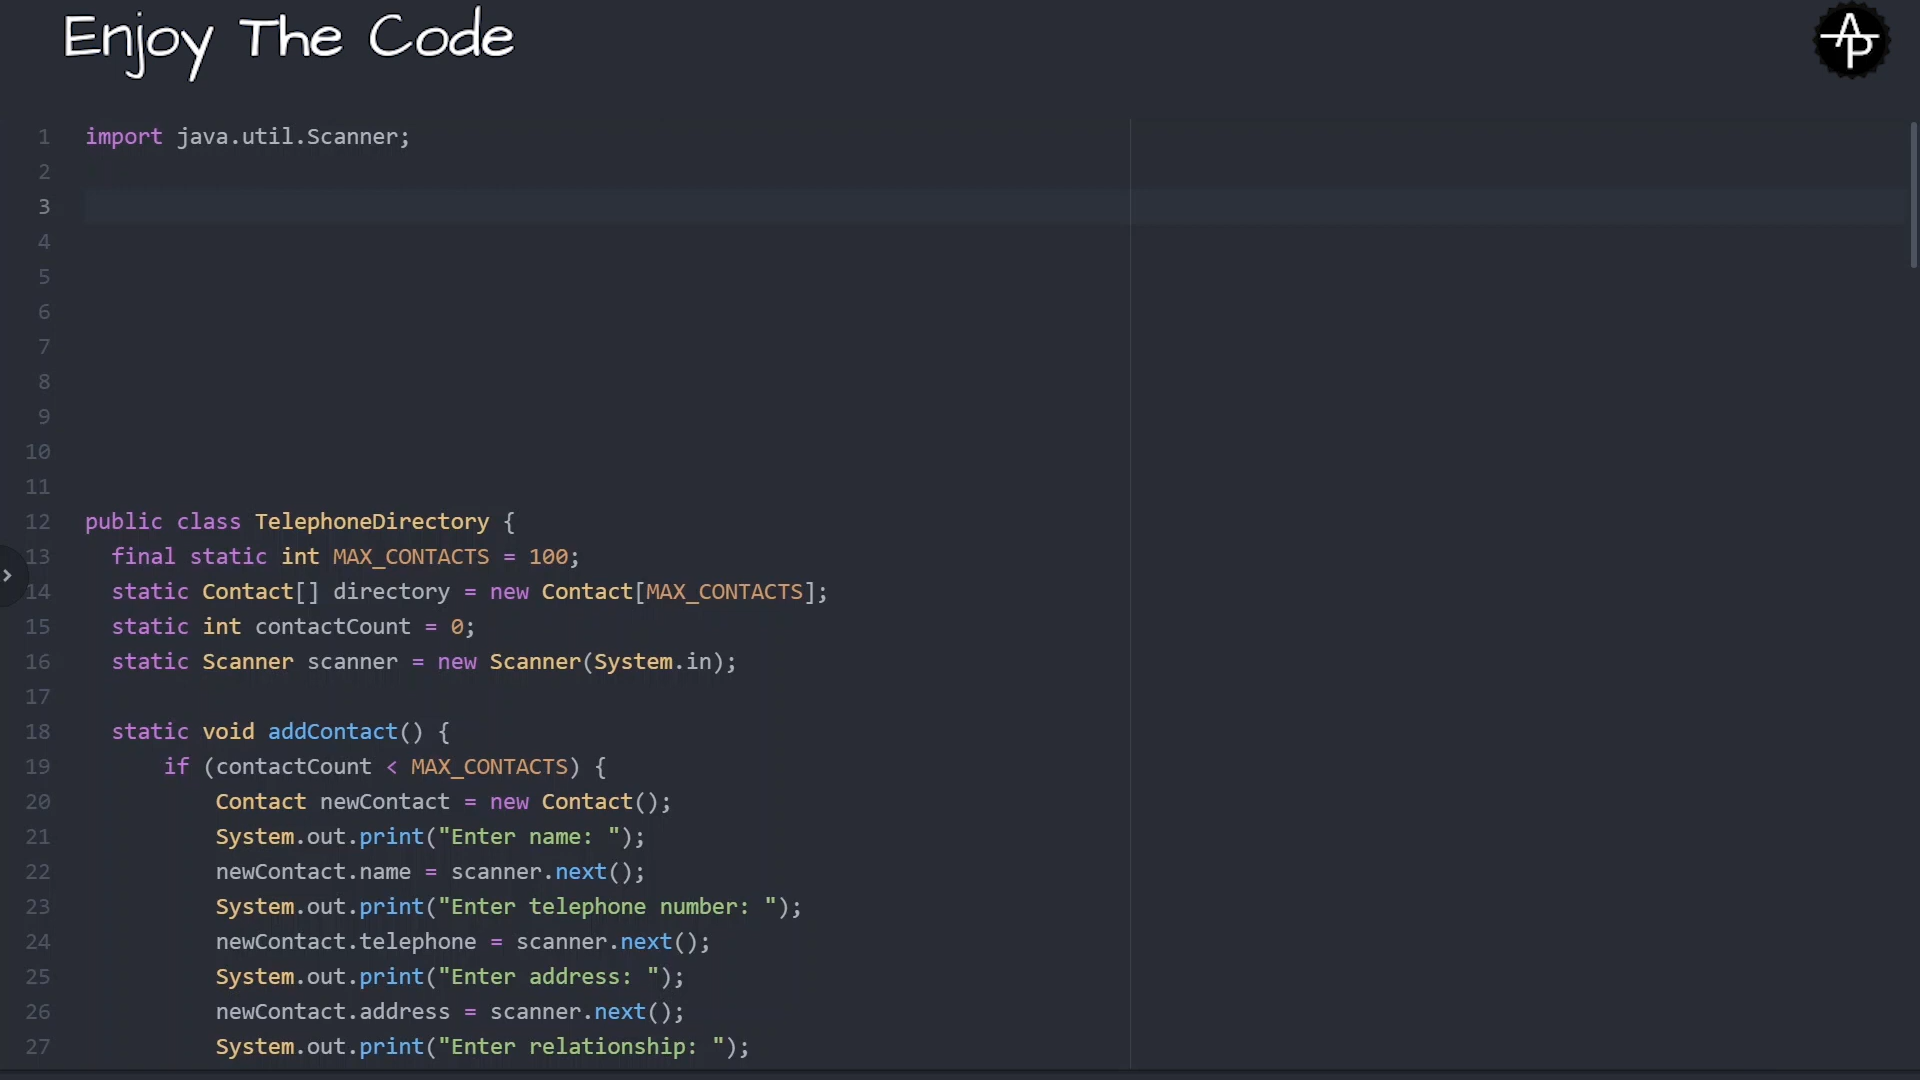 Enjoy The Code
AP
1 import java.util.Scanner;
2
3
4
5
6
7
8
9
10
11
12 public class TelephoneDirectory {
13   final static int MAX_CONTACTS = 100;
14   static Contact[] directory = new Contact[MAX_CONTACTS];
15   static int contactCount = 0;
16   static Scanner scanner = new Scanner(System.in);
17
18   static void addContact() {
19       if (contactCount < MAX_CONTACTS) {
20           Contact newContact = new Contact();
21           System.out.print("Enter name: ");
22           newContact.name = scanner.next();
23           System.out.print("Enter telephone number: ");
24           newContact.telephone = scanner.next();
25           System.out.print("Enter address: ");
26           newContact.address = scanner.next();
27           System.out.print("Enter relationship: ");